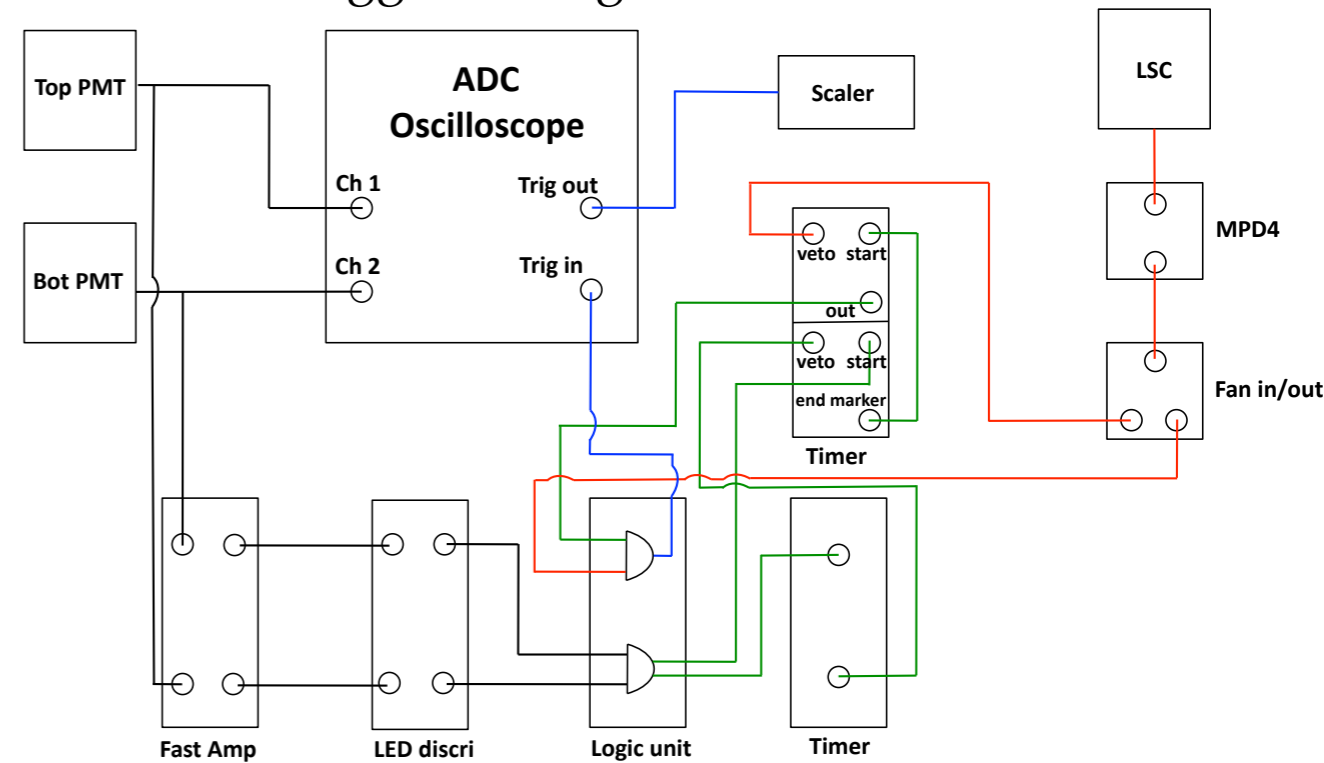 Top PMT
ADC
Oscilloscope
Scaler
LSC
Ch 1
Trig out
MPD4
Bot PMT
Ch 2
Trig in
veto start
out
veto start
end marker
Timer
Fan in/out
Fast Amp
LED discri
Logic unit
Timer